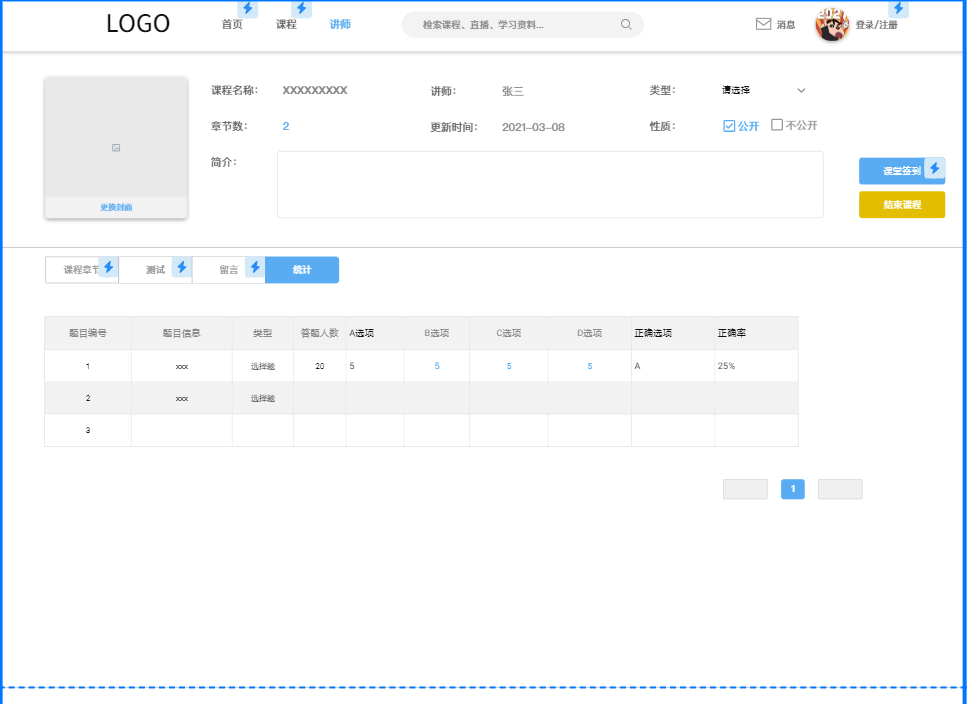 LOGO 首页 课程 讲师 检索课程、直播、学习资料... 消息 登录/注册
课程名称: XXXXXXXXX 讲师: 张三 类型: 请选择
章节数: 2 更新时间: 2021-03-08 性质: 公开 不公开
简介:
课堂签到
结束课程
更换封面
课程章节 测试 留言 统计
题目编号 题目信息 类型 答题人数 A选项 B选项 C选项 D选项 正确选项 正确率
1 xxx 选择题 20 5 5 5 5 A 25%
2 xxx 选择题
3
1